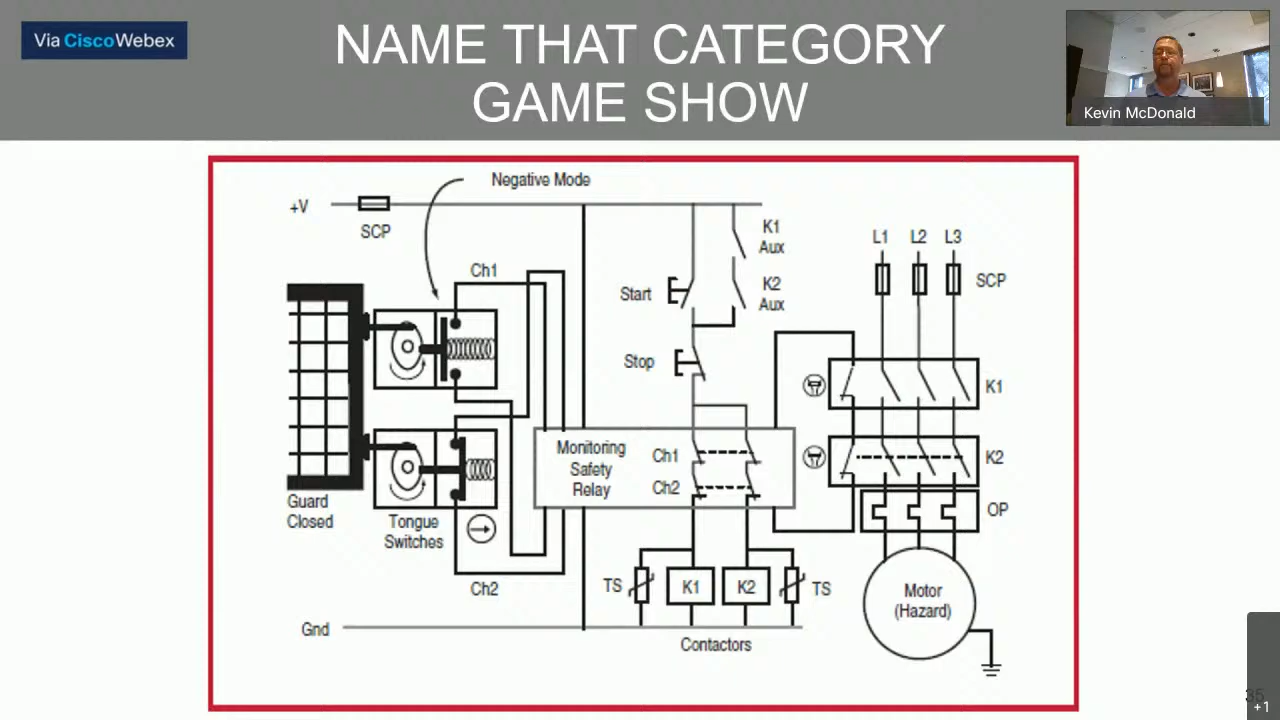 Via CiscoWebex
NAME THAT CATEGORY
GAME SHOW
Kevin McDonald
Negative Mode
+V
SCP
K1
Aux
L1 L2 L3
Ch1
Start
K2
Aux
SCP
Stop
K1
Monitoring
Safety
Relay
Ch1
Ch2
K2
Guard
Closed
Tongue
Switches
OP
Ch2
TS
K1
K2
TS
Motor
(Hazard)
Gnd
Contactors
35
+1